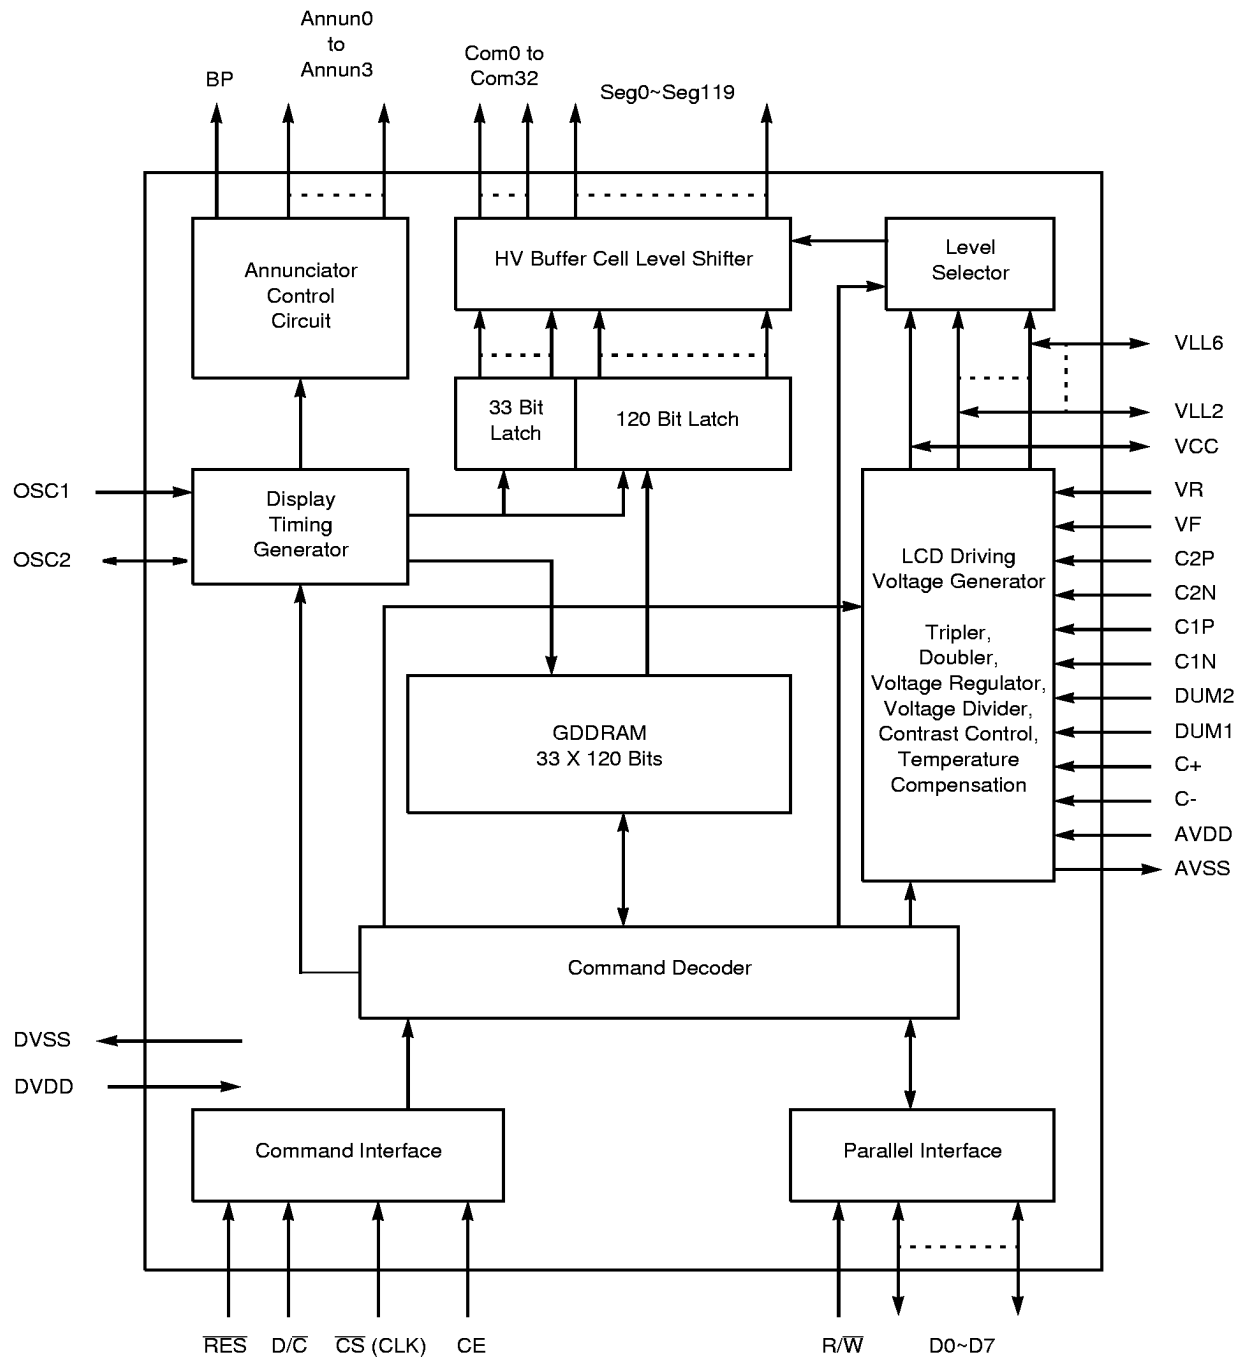 Annun0
to
Annun3
BP
Com0 to
Com32
Seg0~Seg119
Annunciator
Control
Circuit
HV Buffer Cell Level Shifter
Level
Selector
VLL6
33 Bit
Latch
120 Bit Latch
VLL2
VCC
OSC1
OSC2
Display
Timing
Generator
LCD Driving
Voltage Generator
Tripler,
Doubler,
Voltage Regulator,
Voltage Divider,
Contrast Control,
Temperature
Compensation
VR
VF
C2P
C2N
C1P
C1N
DUM2
DUM1
C+
C-
AVDD
AVSS
GDDRAM
33 X 120 Bits
Command Decoder
DVSS
DVDD
Command Interface
Parallel Interface
R̅E̅S̅
D/C̅
C̅S̅ (CLK)
CE
R/W̅
D0~D7